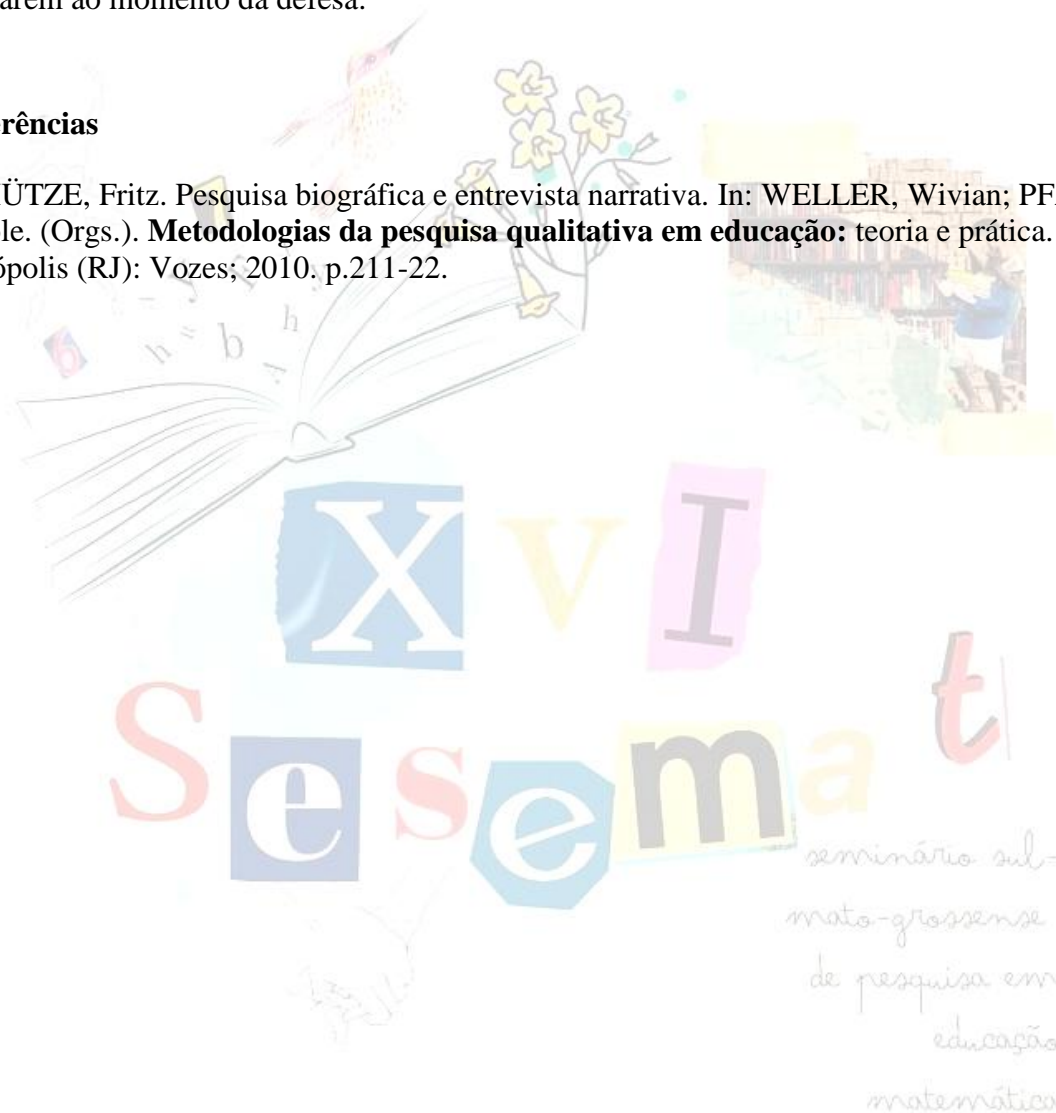 arem ao momento da defesa.
erências
ÜTZE, Fritz. Pesquisa biográfica e entrevista narrativa. In: WELLER, Wivian; PF
le. (Orgs.). Metodologias da pesquisa qualitativa em educação: teoria e prática.
ópolis (RJ): Vozes; 2010. p.211-22.
h = b h
6
X V I
S e s e m a t
seminário sul-
mato-grossense
de pesquisa em
educação
matemática